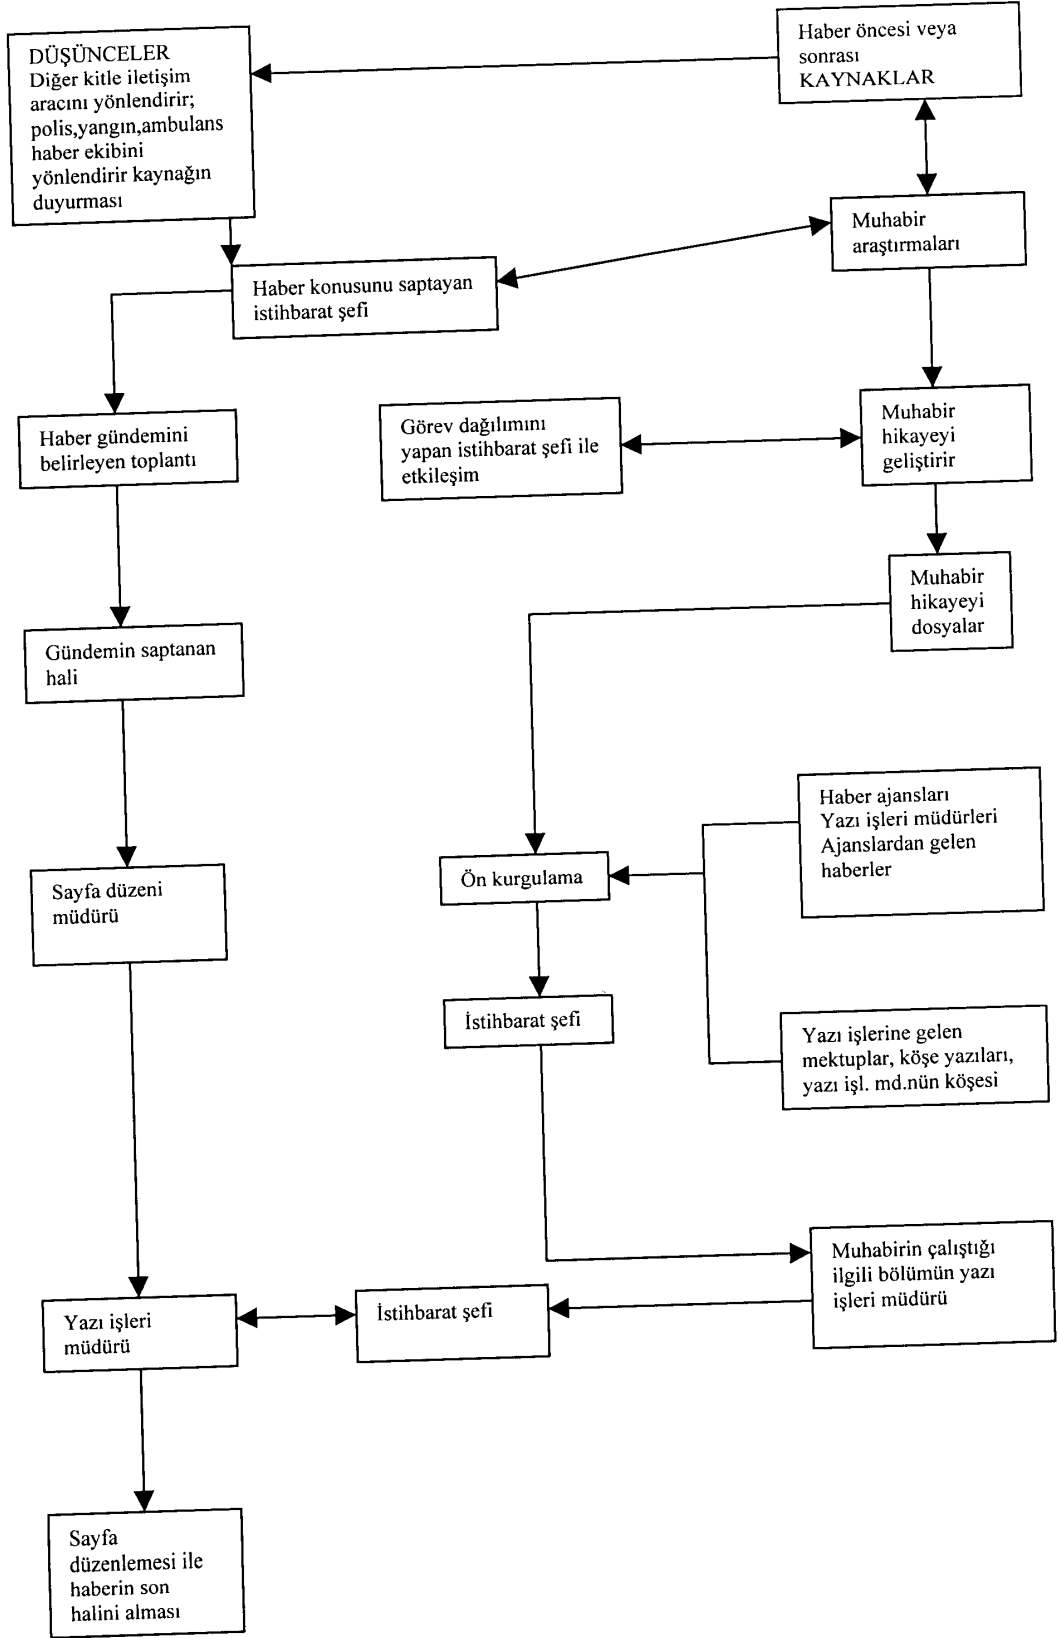 DÜŞÜNCELER
Diğer kitle iletişim
aracını yönlendirir;
polis,yangın,ambulans
haber ekibini
yönlendirir kaynağın
duyurması
Haber öncesi veya
sonrası
KAYNAKLAR
Muhabir
araştırmaları
Haber konusunu saptayan
istihbarat şefi
Haber gündemini
belirleyen toplantı
Görev dağılımını
yapan istihbarat şefi ile
etkileşim
Muhabir
hikayeyi
geliştirir
Muhabir
hikayeyi
dosyalar
Gündemin saptanan
hali
Haber ajansları
Yazı işleri müdürleri
Ajanslardan gelen
haberler
Sayfa düzeni
müdürü
Ön kurgulama
İstihbarat şefi
Yazı işlerine gelen
mektuplar, köşe yazıları,
yazı işl. md.nün köşesi
Muhabirin çalıştığı
ilgili bölümün yazı
işleri müdürü
İstihbarat şefi
Yazı işleri
müdürü
Sayfa
düzenlemesi ile
haberin son
halini alması